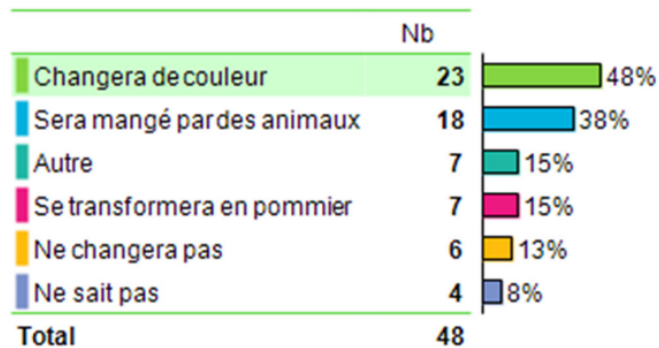 Nb
Changera de couleur 23 48%
Sera mangé par des animaux 18 38%
Autre 7 15%
Se transformera en pommier 7 15%
Ne changera pas 6 13%
Ne sait pas 4 8%
Total 48